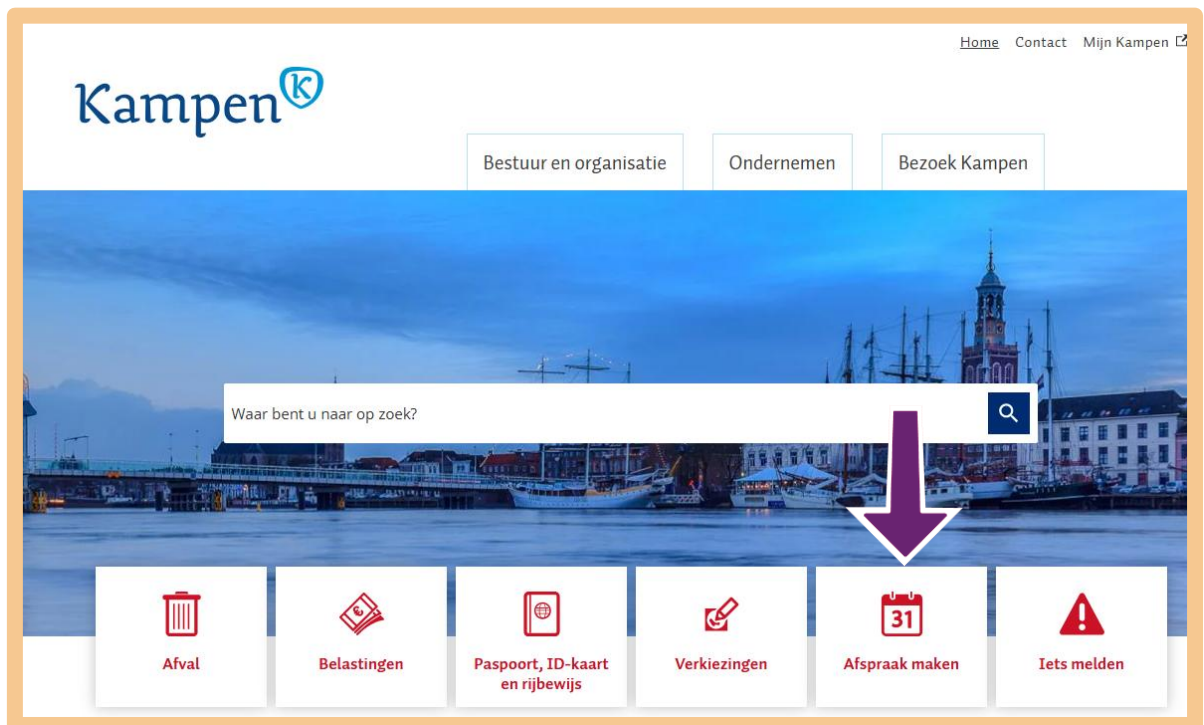 Home Contact Mijn Kampen
Kampen K
Bestuur en organisatie Ondernemen Bezoek Kampen
Waar bent u naar op zoek?
31
Afval Belastingen Paspoort, ID-kaart Verkiezingen Afspraak maken Iets melden
en rijbewijs